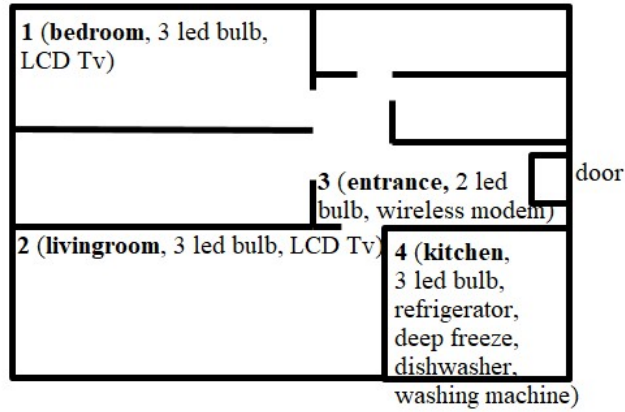 1 (bedroom, 3 led bulb,
LCD Tv)
3 (entrance, 2 led
bulb, wireless modem)
door
2 (livingroom, 3 led bulb, LCD Tv)
4 (kitchen,
3 led bulb,
refrigerator,
deep freeze,
dishwasher,
washing machine)